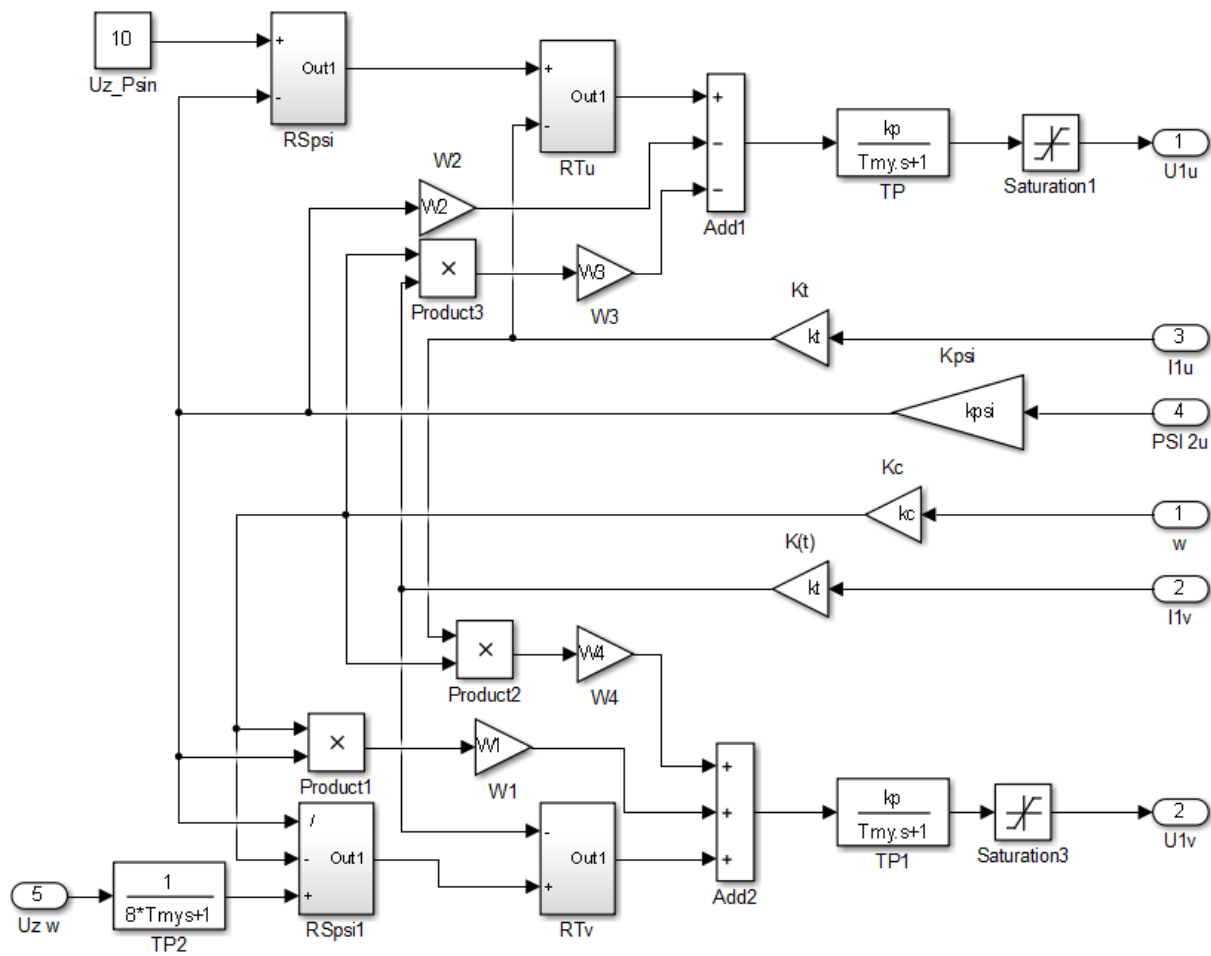 10
Uz_Psin
+
-
Out1
RSpsi
+
-
Out1
RTu
+
−
−
Add1
kp
Tmy.s+1
TP
Saturation1
1
U1u
W2
W2
×
Product3
W3
W3
Kt
kt
3
I1u
Kpsi
kpsi
4
PSI 2u
Kc
kc
1
w
K(t)
kt
2
I1v
×
Product2
W4
W4
×
Product1
W1
W1
/
-
+
Out1
RSpsi1
-
+
Out1
RTv
+
+
+
Add2
kp
Tmy.s+1
TP1
Saturation3
2
U1v
5
Uz w
1
8*Tmys+1
TP2